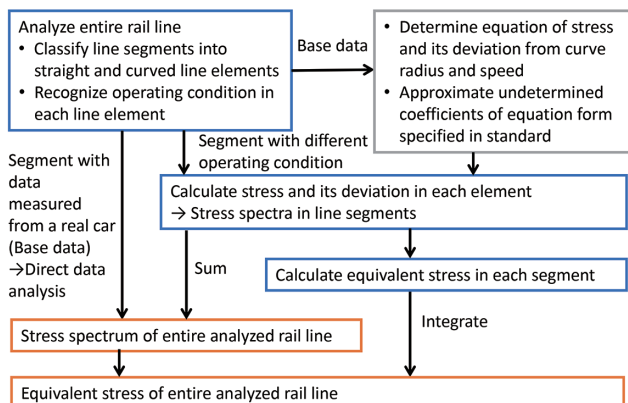 Analyze entire rail line
• Classify line segments into
straight and curved line elements
• Recognize operating condition in
each line element
Base data
• Determine equation of stress
and its deviation from curve
radius and speed
• Approximate undetermined
coefficients of equation form
specified in standard
Segment with
data
measured
from a real car
(Base data)
→Direct data
analysis
Segment with different
operating condition
Calculate stress and its deviation in each element
→ Stress spectra in line segments
Sum
Calculate equivalent stress in each segment
Integrate
Stress spectrum of entire analyzed rail line
Equivalent stress of entire analyzed rail line